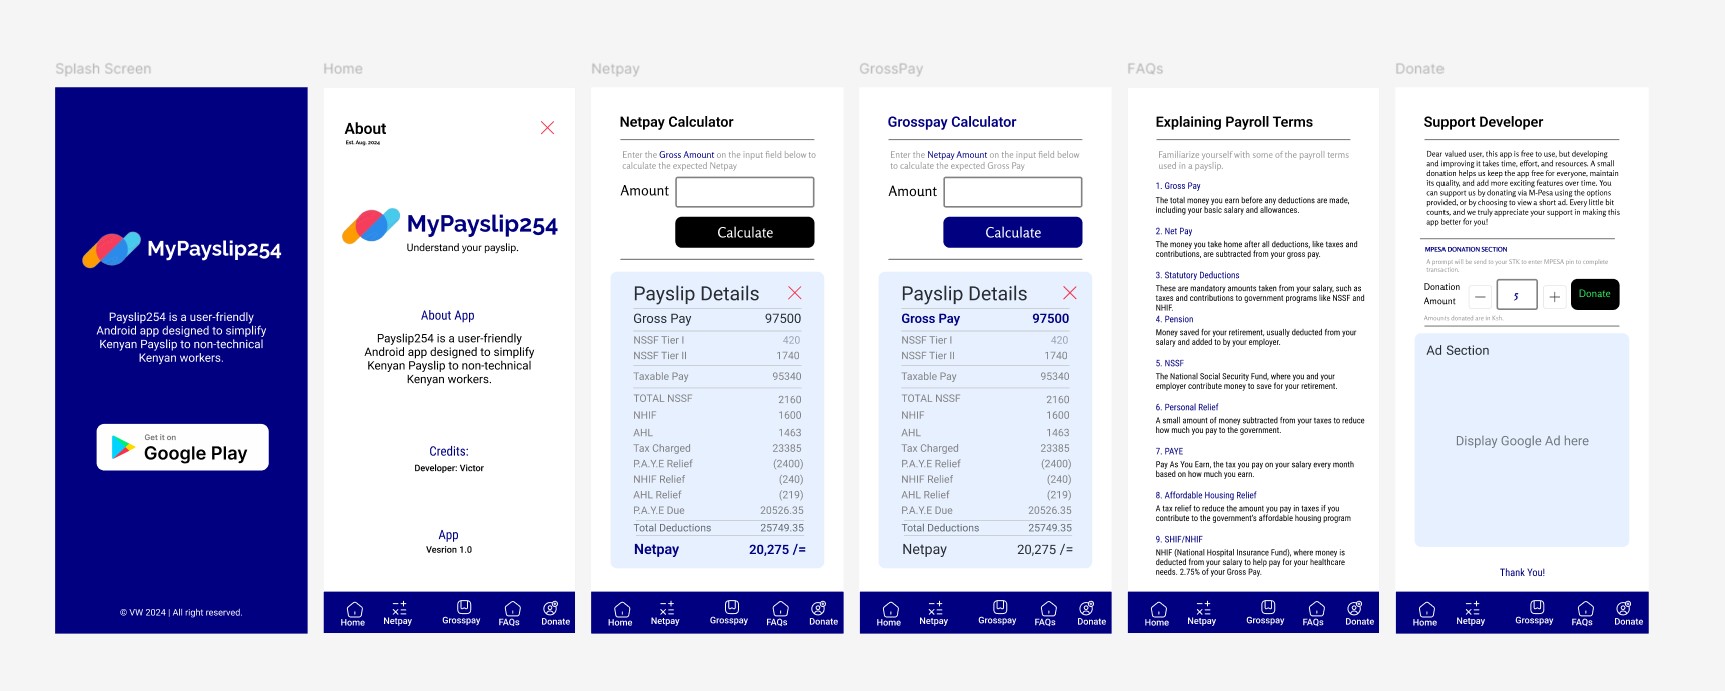 Splash Screen
MyPayslip254
Payslip254 is a user-friendly
Android app designed to simplify
Kenyan Payslip to non-technical
Kenyan workers.
Get it on
Google Play
© VW 2024 | All right reserved.
Home
About
Est. Aug. 2024
MyPayslip254
Understand your payslip.
About App
Payslip254 is a user-friendly
Android app designed to simplify
Kenyan Payslip to non-technical
Kenyan workers.
Credits:
Developer: Victor
App
Vesrion 1.0
Home Netpay Grosspay FAQs Donate
Netpay
Netpay Calculator
Enter the Gross Amount on the input field below to
calculate the expected Netpay
Amount
Calculate
Payslip Details
Gross Pay 97500
NSSF Tier I 420
NSSF Tier II 1740
Taxable Pay 95340
TOTAL NSSF 2160
NHIF 1600
AHL 1463
Tax Charged 23385
P.A.Y.E Relief (2400)
NHIF Relief (240)
AHL Relief (219)
P.A.Y.E Due 20526.35
Total Deductions 25749.35
Netpay 20,275 /=
Home Netpay Grosspay FAQs Donate
GrossPay
Grosspay Calculator
Enter the Netpay Amount on the input field below
to calculate the expected Gross Pay
Amount
Calculate
Payslip Details
Gross Pay 97500
NSSF Tier I 420
NSSF Tier II 1740
Taxable Pay 95340
TOTAL NSSF 2160
NHIF 1600
AHL 1463
Tax Charged 23385
P.A.Y.E Relief (2400)
NHIF Relief (240)
AHL Relief (219)
P.A.Y.E Due 20526.35
Total Deductions 25749.35
Netpay 20,275 /=
Home Netpay Grosspay FAQs Donate
FAQs
Explaining Payroll Terms
Familiarize yourself with some of the payroll terms
used in a payslip.
1. Gross Pay
The total money you earn before any deductions are made,
including your basic salary and allowances.
2. Net Pay
The money you take home after all deductions, like taxes and
contributions, are subtracted from your gross pay.
3. Statutory Deductions
These are mandatory amounts taken from your salary, such as
taxes and contributions to government programs like NSSF and
NHIF.
4. Pension
Money saved for your retirement, usually deducted from your
salary and added to by your employer.
5. NSSF
The National Social Security Fund, where you and your
employer contribute money to save for your retirement.
6. Personal Relief
A small amount of money subtracted from your taxes to reduce
how much you pay to the government.
7. PAYE
Pay As You Earn, the tax you pay on your salary every month
based on how much you earn.
8. Affordable Housing Relief
A tax relief to reduce the amount you pay in taxes if you
contribute to the government's affordable housing program
9. SHIF/NHIF
NHIF (National Hospital Insurance Fund), where money is
deducted from your salary to help pay for your healthcare
needs. 2.75% of your Gross Pay.
Home Netpay Grosspay FAQs Donate
Donate
Support Developer
Dear valued user, this app is free to use, but developing
and improving it takes time, effort, and resources. A small
donation helps us keep the app free for everyone, maintain
its quality, and add more exciting features over time. You
can support us by donating via M-Pesa using the options
provided, or by choosing to view a short ad. Every little bit
counts, and we truly appreciate your support in making this
app better for you!
MPESA DONATION SECTION
A prompt will be send to your STK to enter MPESA pin to complete
transaction.
Donation
Amount
5
Donate
Amounts donated are in Ksh.
Ad Section
Display Google Ad here
Thank You!
Home Netpay Grosspay FAQs Donate